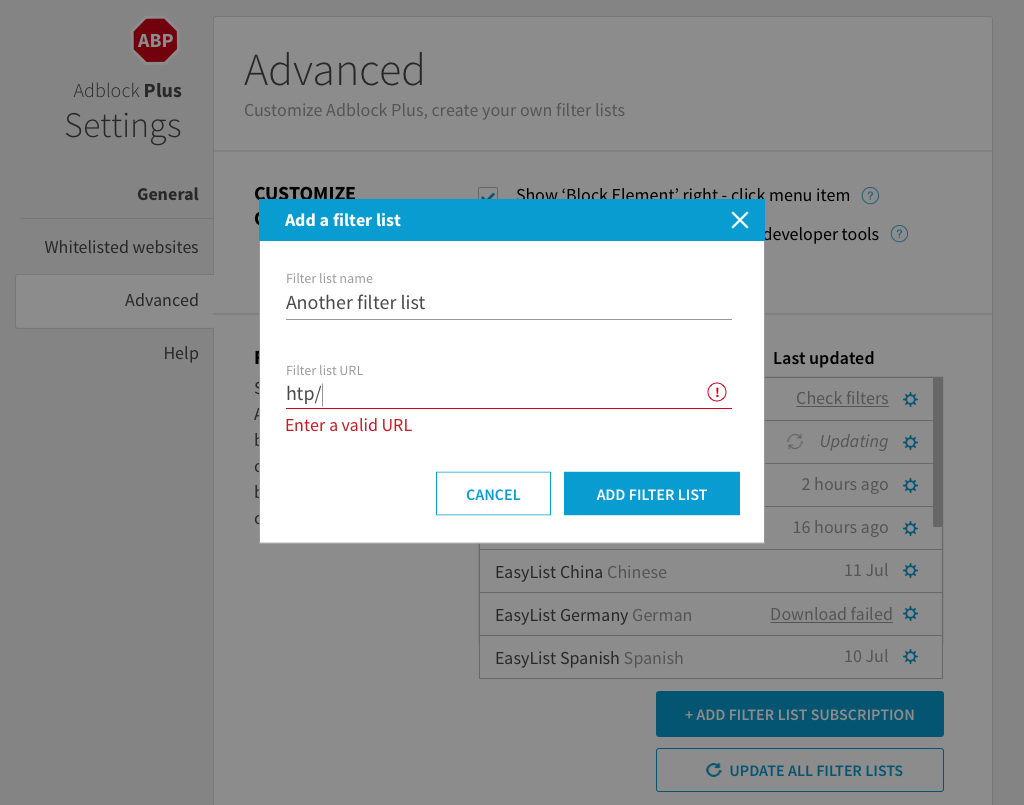 ABP
Adblock Plus
Settings
General
Whitelisted websites
Advanced
Help
Advanced
Customize Adblock Plus, create your own filter lists
CUSTOMIZE
Show ‘Block Element’ right - click menu item ?
developer tools ?
Add a filter list
Filter list name
Another filter list
Filter list URL
htp/
Enter a valid URL
CANCEL
ADD FILTER LIST
Last updated
Check filters
Updating
2 hours ago
16 hours ago
EasyList China Chinese 11 Jul
EasyList Germany German Download failed
EasyList Spanish Spanish 10 Jul
+ ADD FILTER LIST SUBSCRIPTION
UPDATE ALL FILTER LISTS